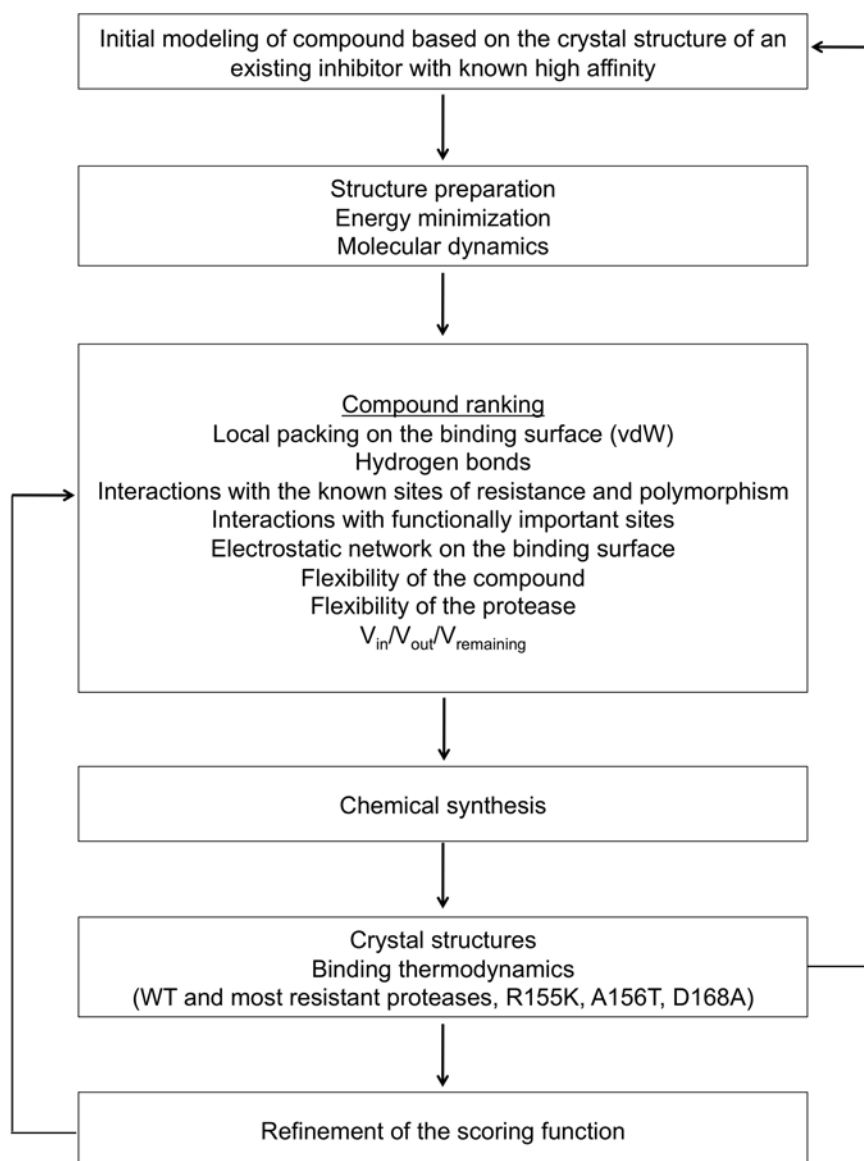 Initial modeling of compound based on the crystal structure of an
existing inhibitor with known high affinity
Structure preparation
Energy minimization
Molecular dynamics
Compound ranking
Local packing on the binding surface (vdW)
Hydrogen bonds
Interactions with the known sites of resistance and polymorphism
Interactions with functionally important sites
Electrostatic network on the binding surface
Flexibility of the compound
Flexibility of the protease
V_in/V_out/V_remaining
Chemical synthesis
Crystal structures
Binding thermodynamics
(WT and most resistant proteases, R155K, A156T, D168A)
Refinement of the scoring function